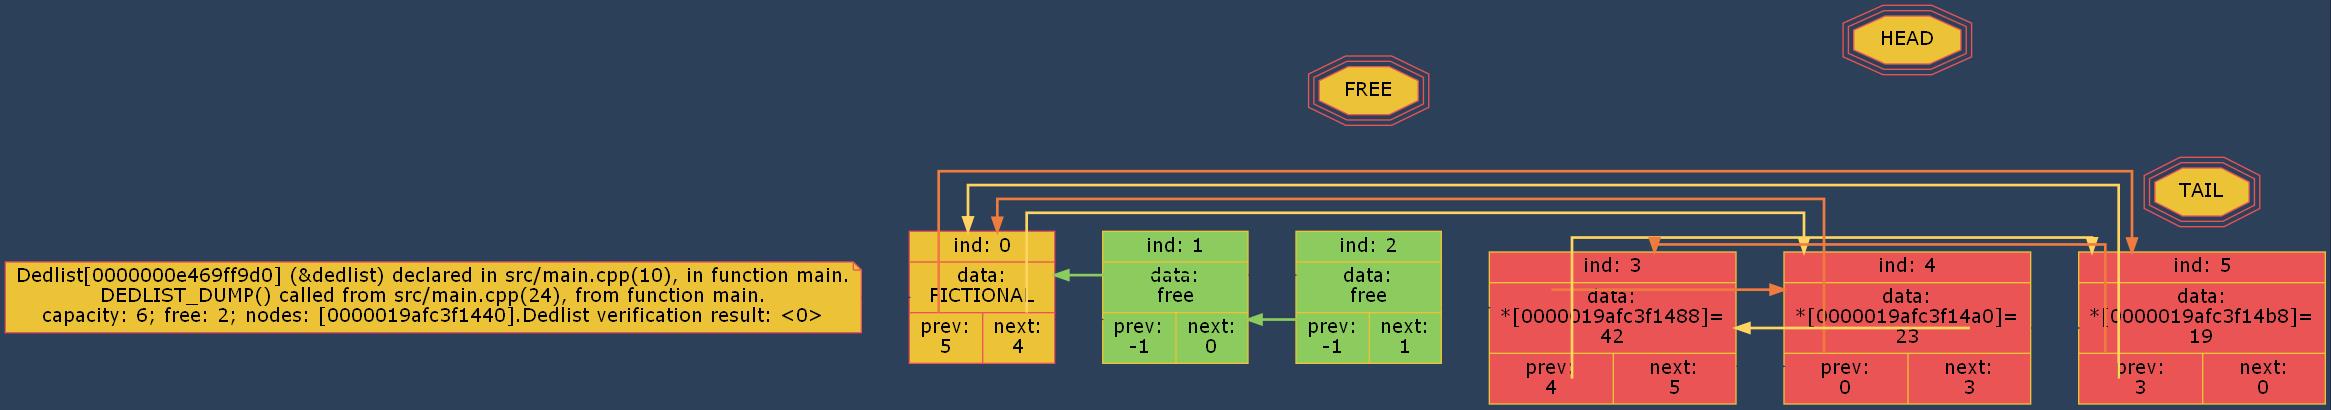 HEAD
FREE
TAIL
Dedlist[0000000e469ff9d0] (&dedlist) declared in src/main.cpp(10), in function main.
DEDLIST_DUMP() called from src/main.cpp(24), from function main.
capacity: 6; free: 2; nodes: [0000019afc3f1440].Dedlist verification result: <0>
ind: 0
data:
FICTIONAL
prev:
5
next:
4
ind: 1
data:
free
prev:
-1
next:
0
ind: 2
data:
free
prev:
-1
next:
1
ind: 3
data:
*[0000019afc3f1488]=
42
prev:
4
next:
5
ind: 4
data:
*[0000019afc3f14a0]=
23
prev:
0
next:
3
ind: 5
data:
*[0000019afc3f14b8]=
19
prev:
3
next:
0